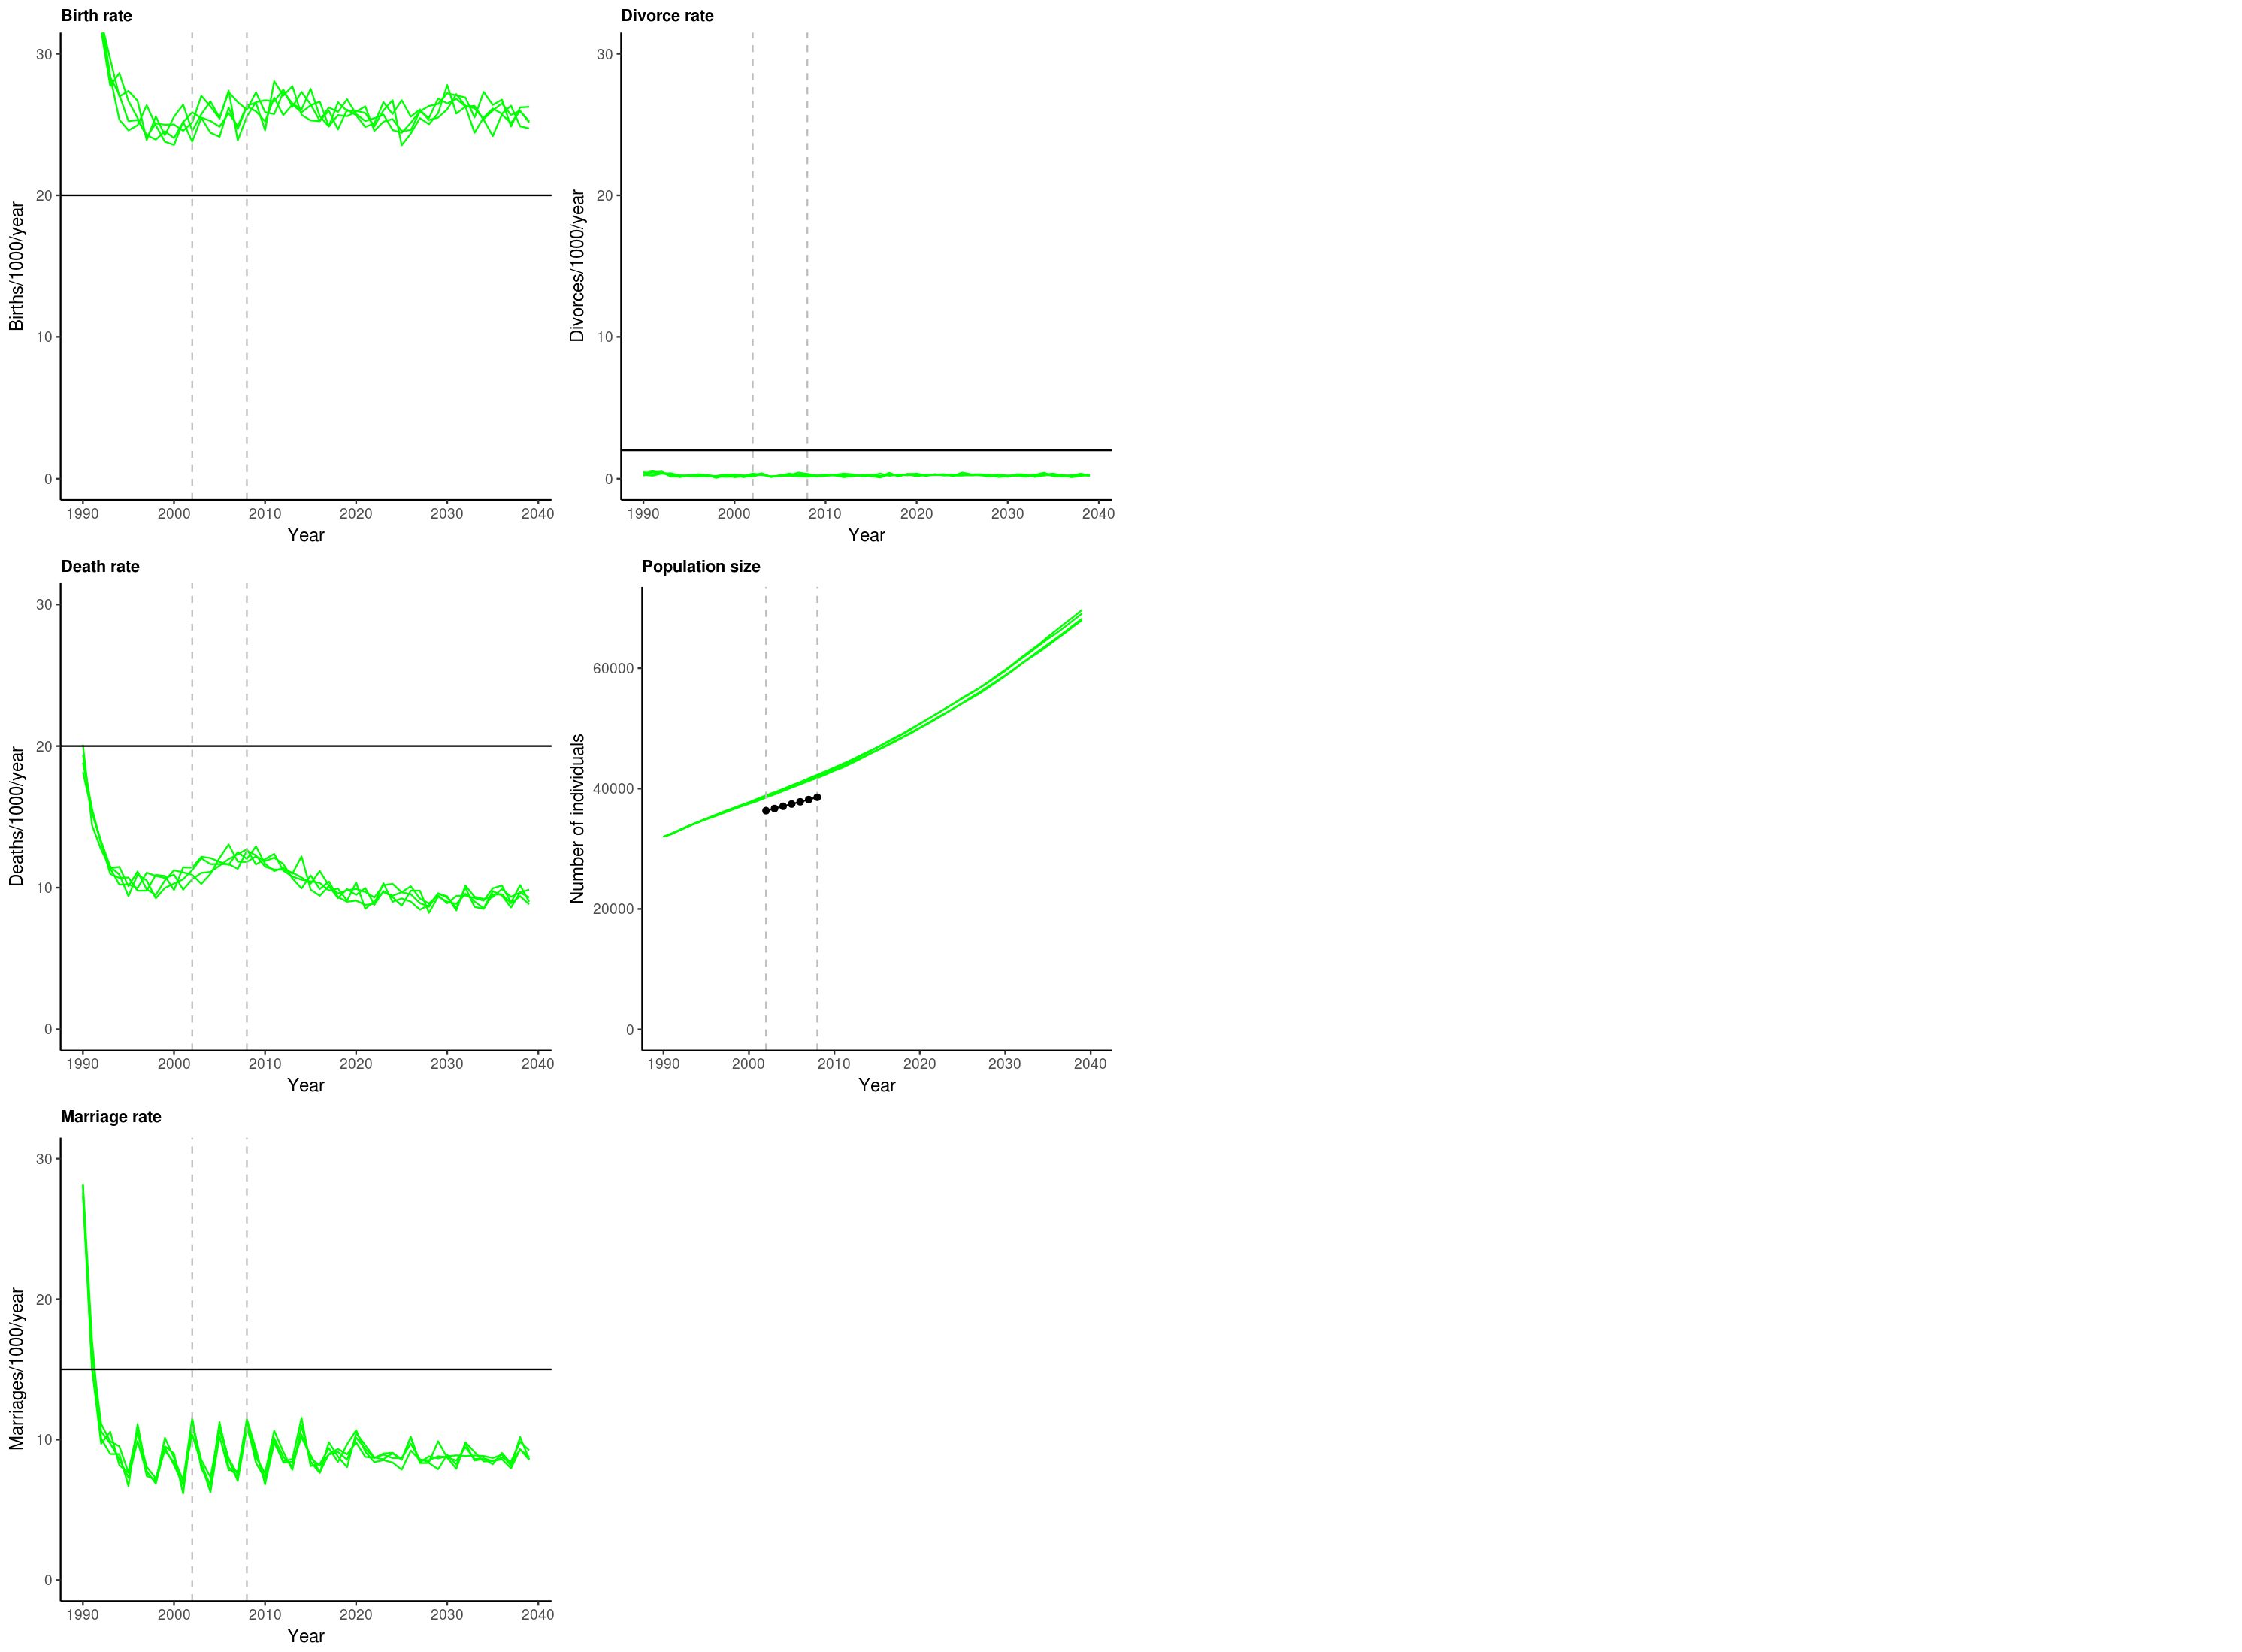 Birth rate
30
20
10
0
Births/1000/year
1990 2000 2010 2020 2030 2040
Year
Divorce rate
30
20
10
0
Divorces/1000/year
1990 2000 2010 2020 2030 2040
Year
Death rate
30
20
10
0
Deaths/1000/year
1990 2000 2010 2020 2030 2040
Year
Population size
60000
40000
20000
0
Number of individuals
1990 2000 2010 2020 2030 2040
Year
Marriage rate
30
20
10
0
Marriages/1000/year
1990 2000 2010 2020 2030 2040
Year